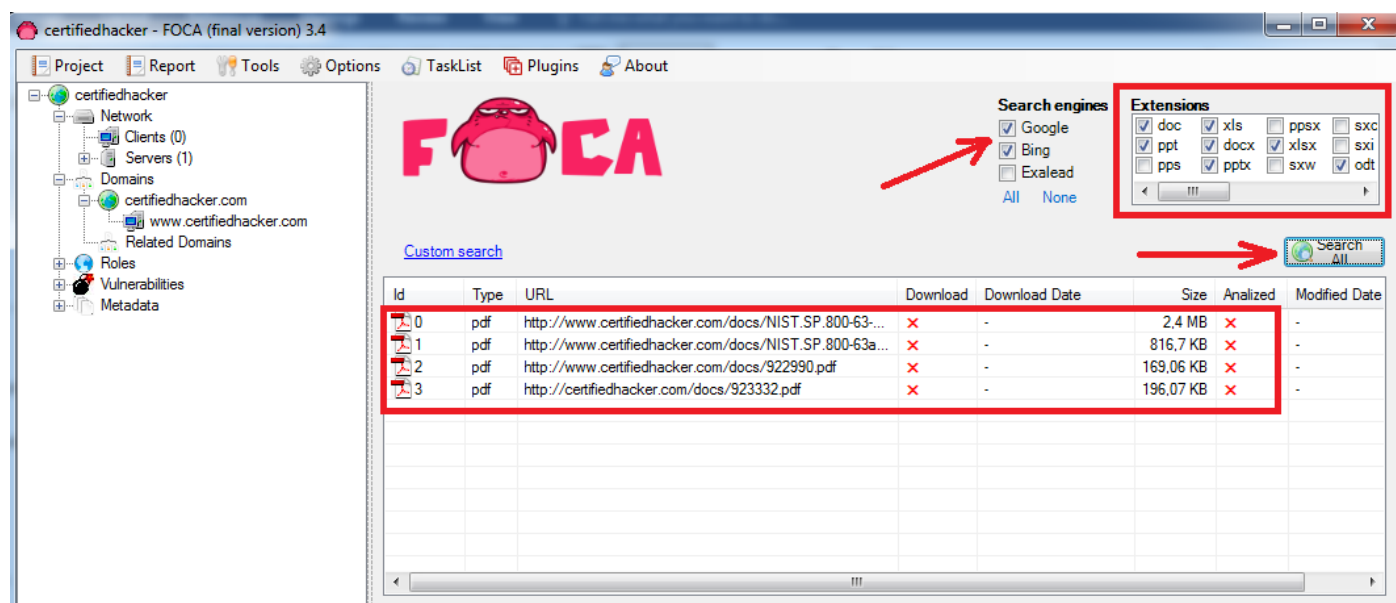 certifiedhacker - FOCA (final version) 3.4
Project Report Tools Options TaskList Plugins About
certifiedhacker
Network
Clients (0)
Servers (1)
Domains
certifiedhacker.com
www.certifiedhacker.com
Related Domains
Roles
Vulnerabilities
Metadata
FOCA
Search engines
Google
Bing
Exalead
All None
Extensions
doc xls ppsx sxc
ppt docx xlsx sxi
pps pptx sxw odt
Custom search
Search All
Id Type URL Download Download Date Size Analized Modified Date
0 pdf http://www.certifiedhacker.com/docs/NIST.SP.800-63-... - 2,4 MB -
1 pdf http://www.certifiedhacker.com/docs/NIST.SP.800-63a... - 816,7 KB -
2 pdf http://www.certifiedhacker.com/docs/922990.pdf - 169,06 KB -
3 pdf http://certifiedhacker.com/docs/923332.pdf - 196,07 KB -